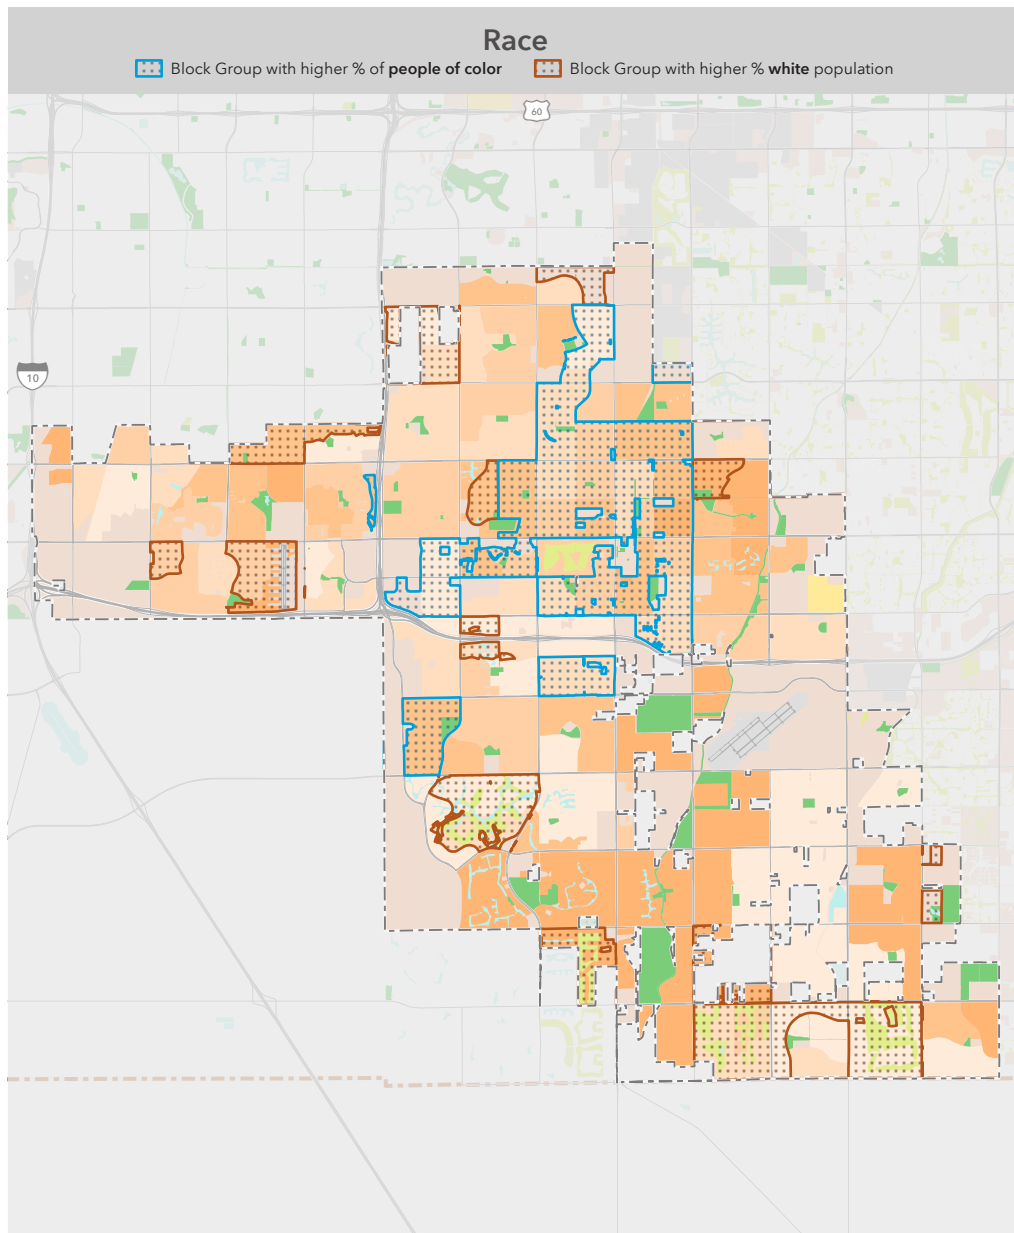 Race
Block Group with higher % of people of color
Block Group with higher % white population
60
10